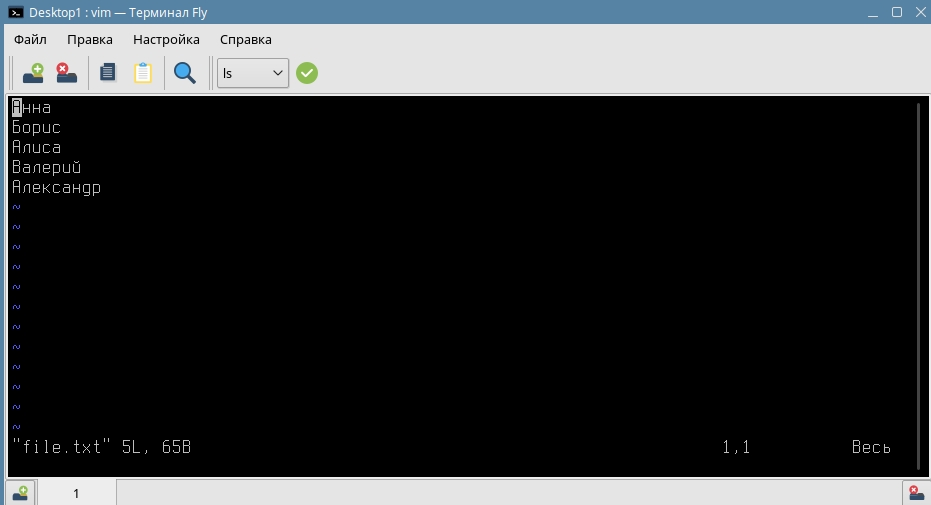 Desktop1 : vim — Терминал Fly
Файл Правка Настройка Справка
ls
Анна
Борис
Алиса
Валерий
Александр
~
~
~
~
~
~
~
~
~
~
~
~
"file.txt" 5L, 65B 1,1 Весь
1